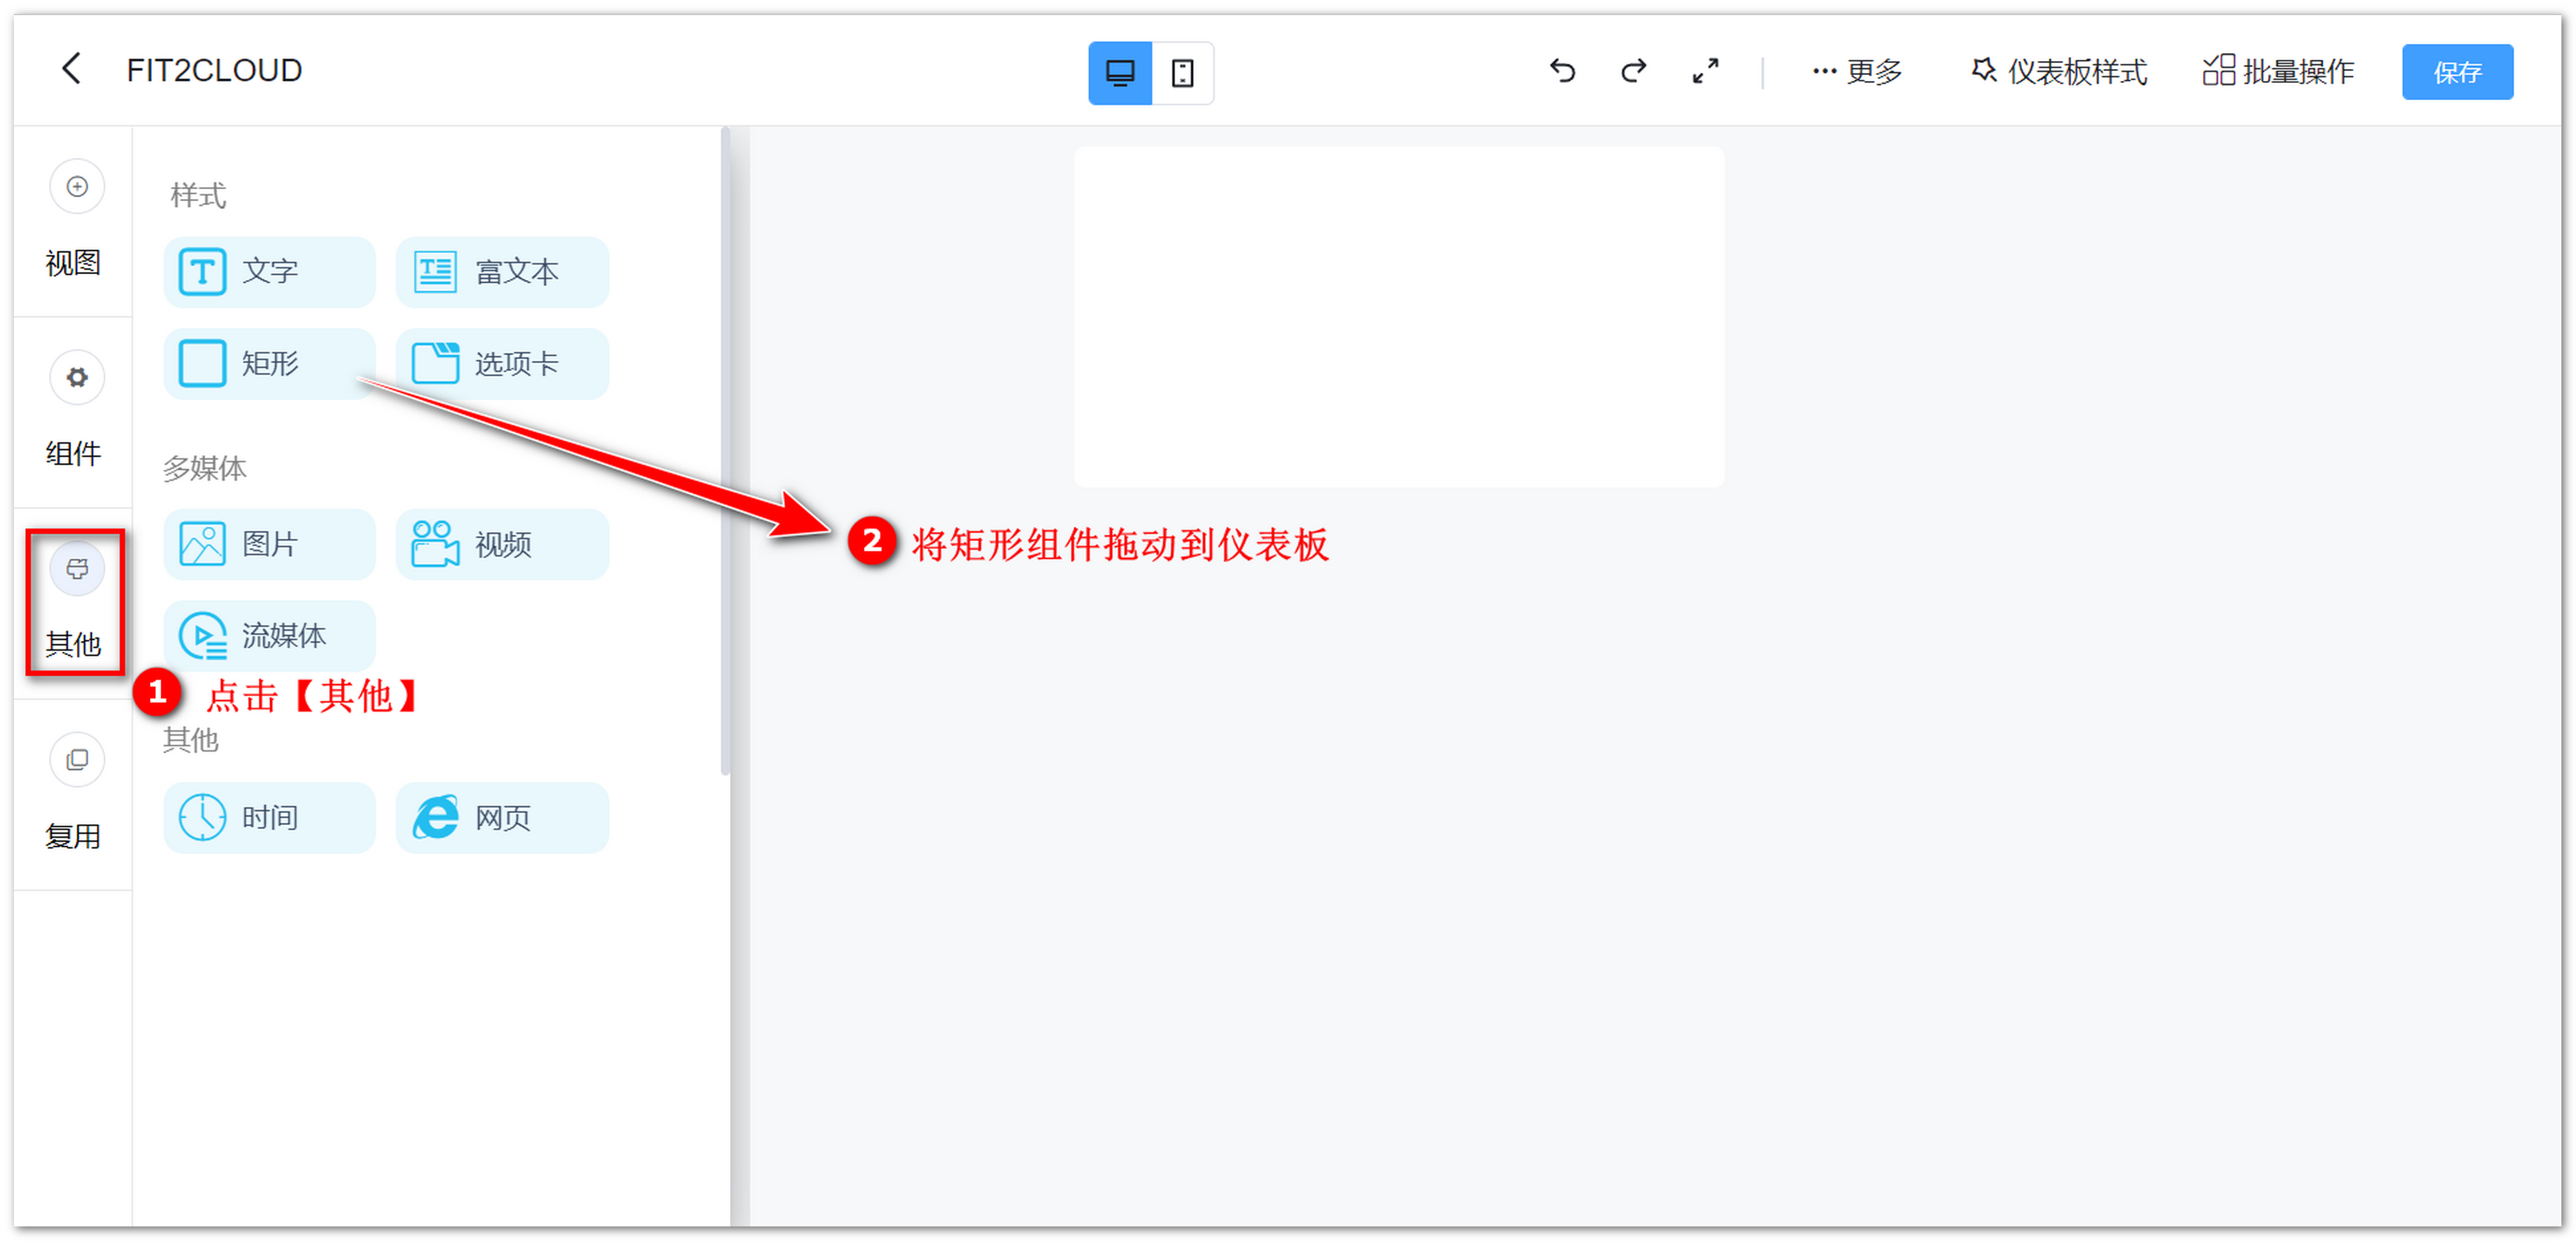 FIT2CLOUD
更多
仪表板样式
批量操作
保存
视图
组件
其他
复用
样式
文字
富文本
矩形
选项卡
多媒体
图片
视频
流媒体
其他
时间
网页
1 点击【其他】
2 将矩形组件拖动到仪表板